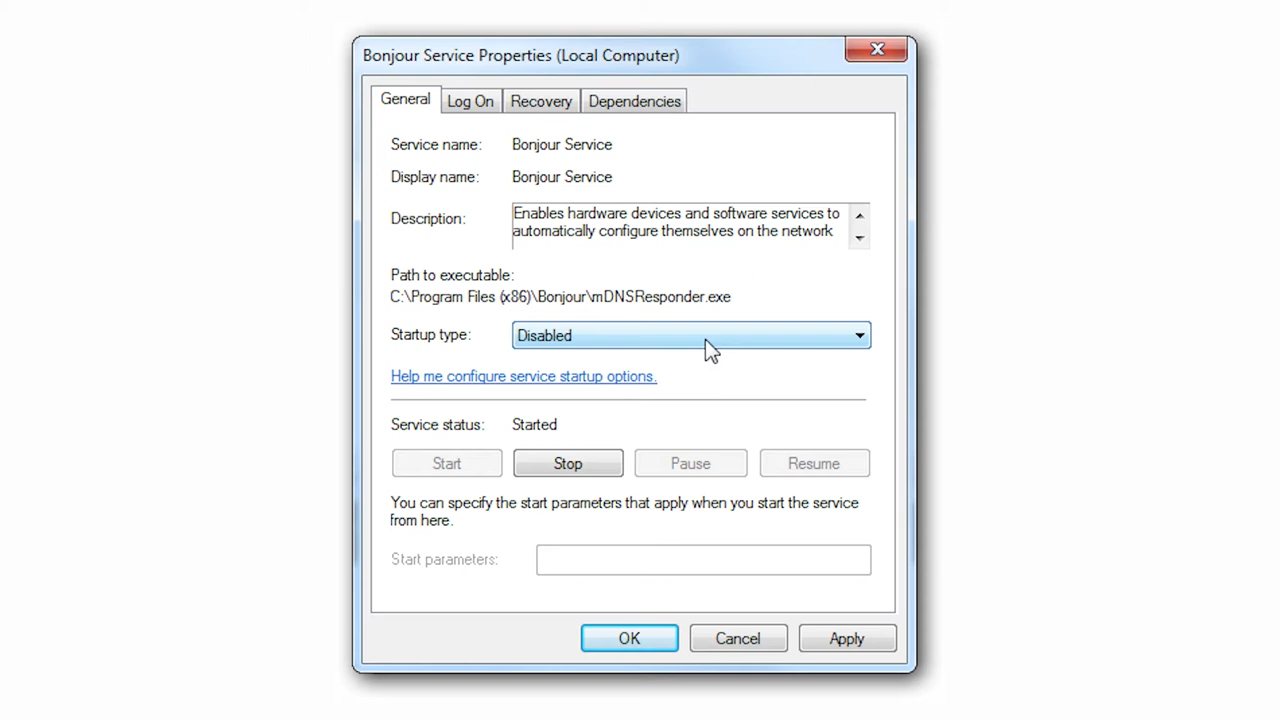 Bonjour Service Properties (Local Computer)
General
Log On
Recovery
Dependencies
Service name: Bonjour Service
Display name: Bonjour Service
Description: Enables hardware devices and software services to
automatically configure themselves on the network
Path to executable:
C:\Program Files (x86)\Bonjour\mDNSResponder.exe
Startup type: Disabled
Help me configure service startup options.
Service status: Started
Start
Stop
Pause
Resume
You can specify the start parameters that apply when you start the service
from here.
Start parameters:
OK
Cancel
Apply